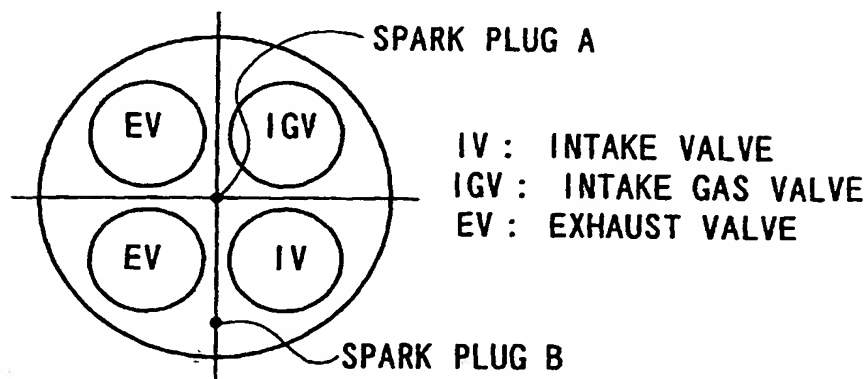 SPARK PLUG A
EV
IGV
IV : INTAKE VALVE
IGV : INTAKE GAS VALVE
EV : EXHAUST VALVE
EV
IV
SPARK PLUG B